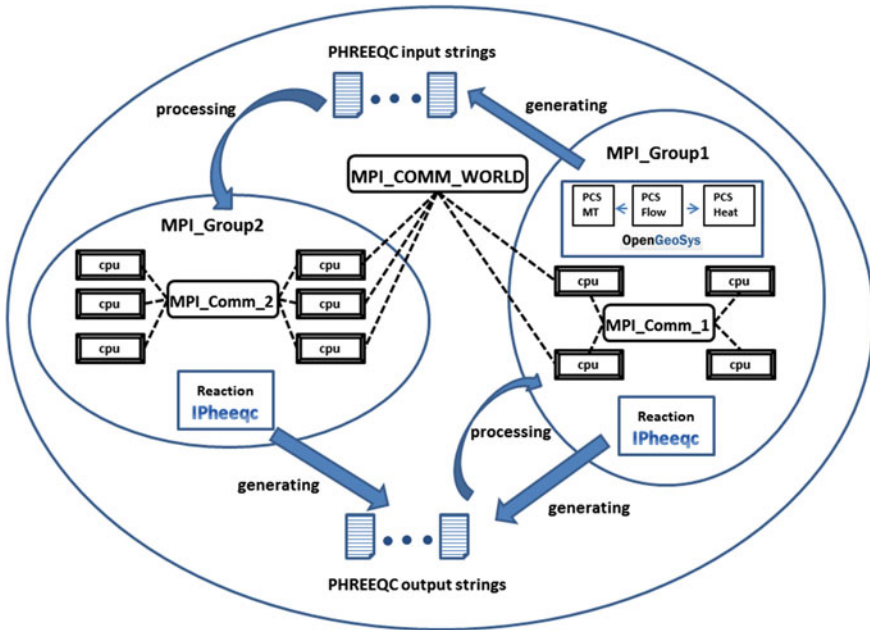 PHREEQC input strings
processing
generating
MPI_Group1
MPI_COMM_WORLD
PCS
MT
PCS
Flow
PCS
Heat
OpenGeoSys
MPI_Group2
cpu
cpu
cpu
cpu
MPI_Comm_2
cpu
cpu
MPI_Comm_1
cpu
cpu
cpu
cpu
Reaction
IPheeqc
Reaction
IPheeqc
processing
generating
generating
PHREEQC output strings